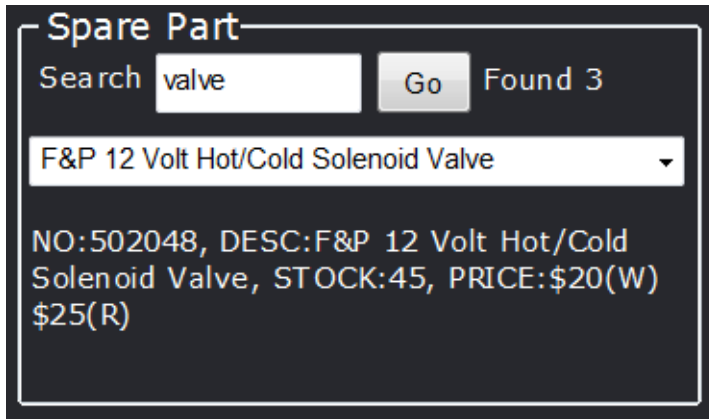 Spare Part
Search valve Go Found 3
F&P 12 Volt Hot/Cold Solenoid Valve
NO:502048, DESC:F&P 12 Volt Hot/Cold
Solenoid Valve, STOCK:45, PRICE:$20(W)
$25(R)